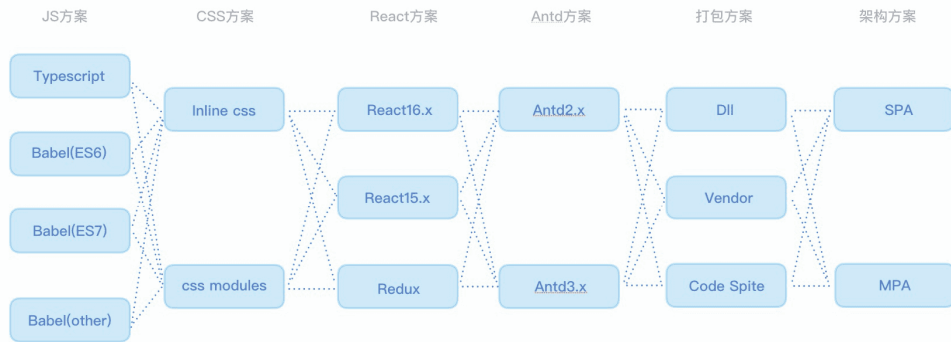 JS方案 CSS方案 React方案 Antd方案 打包方案 架构方案
Typescript
Inline css React16.x Antd2.x Dll SPA
Babel(ES6)
React15.x Vendor
Babel(ES7)
css modules Redux Antd3.x Code Spite MPA
Babel(other)